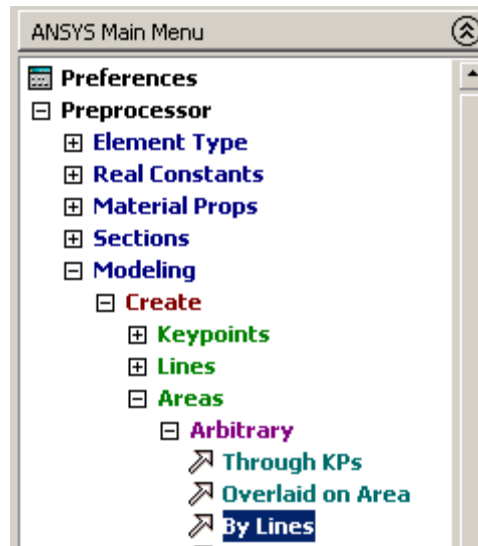 ANSYS Main Menu
Preferences
Preprocessor
Element Type
Real Constants
Material Props
Sections
Modeling
Create
Keypoints
Lines
Areas
Arbitrary
Through KPs
Overlaid on Area
By Lines